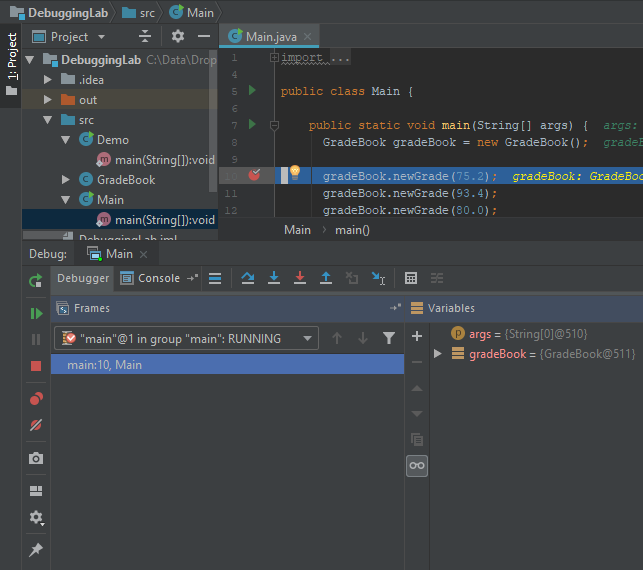 DebuggingLab src Main
1: Project
Project
DebuggingLab C:\Data\Drop
.idea
out
src
Demo
main(String[]):void
GradeBook
Main
main(String[]):void
DebuggingLab.iml
Main.java
1 import ...
4
5 public class Main {
6
7 public static void main(String[] args) { args:
8 GradeBook gradeBook = new GradeBook(); gradeB
9
10 gradeBook.newGrade(75.2); gradeBook: GradeBoo
11 gradeBook.newGrade(93.4);
12 gradeBook.newGrade(80.0);
Main main()
Debug: Main
Debugger Console
Frames
Variables
"main"@1 in group "main": RUNNING
main:10, Main
args = {String[0]@510}
gradeBook = {GradeBook@511}